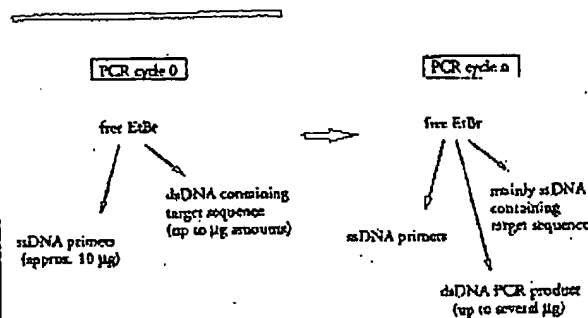 PCR cycle 0
free EtBr
ssDNA primers
(approx. 10 µg)
dsDNA containing
target sequence
(up to µg amounts)
PCR cycle n
free EtBr
ssDNA primers
mainly ssDNA
containing
target sequence
dsDNA PCR product
(up to several µg)